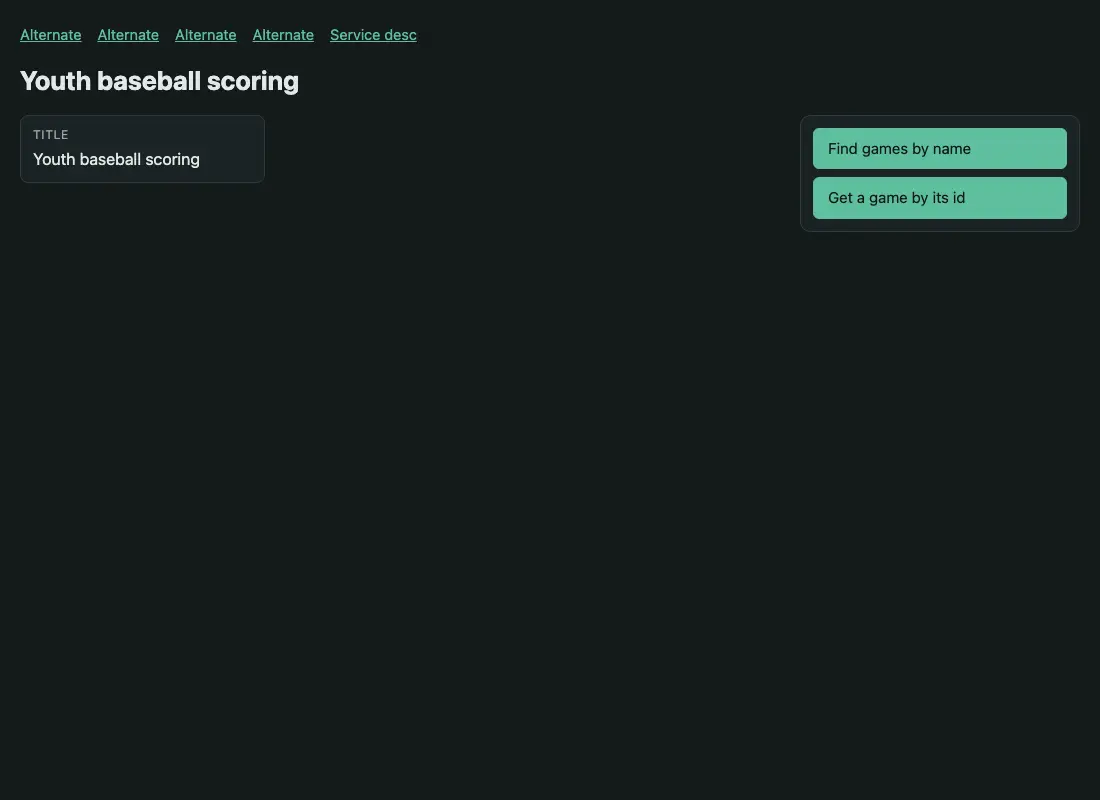 Alternate Alternate Alternate Alternate Service desc
Youth baseball scoring
TITLE
Youth baseball scoring
Find games by name
Get a game by its id